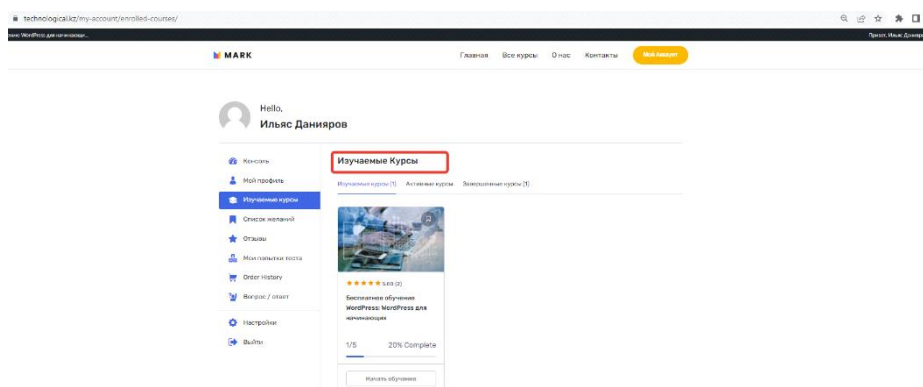 technological.kz/my-account/enrolled-courses/
MARK
Главная Все курсы О нас Контакты Мой Аккаунт
Hello,
Ильяс Данияров
Консоль
Мой профиль
Изучаемые курсы
Список желаний
Отзывы
Мои попытки теста
Order History
Вопрос / ответ
Настройки
Выйти
Изучаемые Курсы
Изучаемые курсы (1) Активные курсы Завершенные курсы (1)
5.00 (2)
Бесплатное обучение
WordPress: WordPress для
начинающих
1/5 20% Complete
Начать обучение